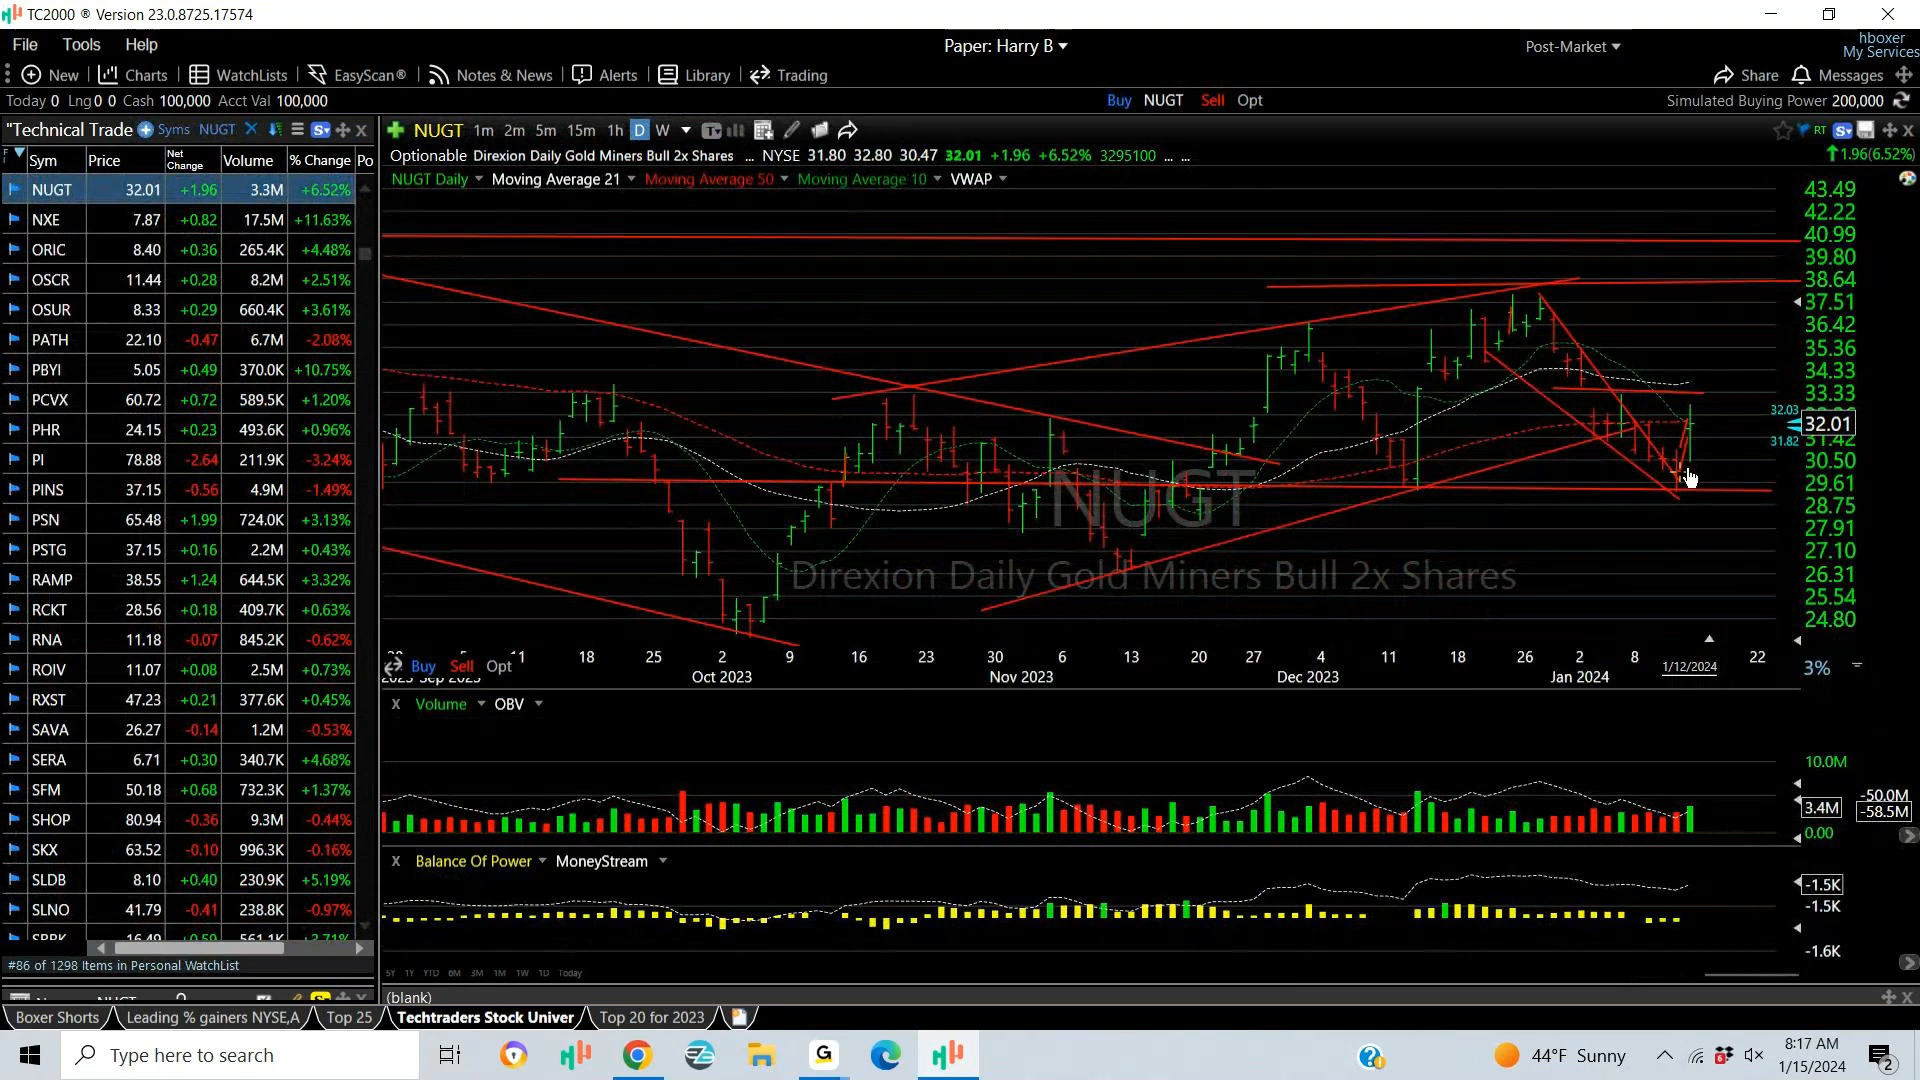 TC2000 ® Version 23.0.8725.17574
File Tools Help
Paper: Harry B
Post-Market
hboxer
My Services
New Charts WatchLists EasyScan® Notes & News Alerts Library Trading
Share Messages
Today 0 Lng 0 0 Cash 100,000 Acct Val 100,000
Buy NUGT Sell Opt
Simulated Buying Power 200,000
"Technical Trade Syms NUGT
NUGT 1m 2m 5m 15m 1h D W
RT
Sym Price Net Change Volume % Change Po
Optionable Direxion Daily Gold Miners Bull 2x Shares ... NYSE 31.80 32.80 30.47 32.01 +1.96 +6.52% 3295100 ... ...
1.96(6.52%)
NUGT Daily Moving Average 21 Moving Average 50 Moving Average 10 VWAP
NUGT 32.01 +1.96 3.3M +6.52%
NXE 7.87 +0.82 17.5M +11.63%
ORIC 8.40 +0.36 265.4K +4.48%
OSCR 11.44 +0.28 8.2M +2.51%
OSUR 8.33 +0.29 660.4K +3.61%
PATH 22.10 -0.47 6.7M -2.08%
PBYI 5.05 +0.49 370.0K +10.75%
PCVX 60.72 +0.72 589.5K +1.20%
PHR 24.15 +0.23 493.6K +0.96%
PI 78.88 -2.64 211.9K -3.24%
PINS 37.15 -0.56 4.9M -1.49%
PSN 65.48 +1.99 724.0K +3.13%
PSTG 37.15 +0.16 2.2M +0.43%
RAMP 38.55 +1.24 644.5K +3.32%
RCKT 28.56 +0.18 409.7K +0.63%
RNA 11.18 -0.07 845.2K -0.62%
ROIV 11.07 +0.08 2.5M +0.73%
RXST 47.23 +0.21 377.6K +0.45%
SAVA 26.27 -0.14 1.2M -0.53%
SERA 6.71 +0.30 340.7K +4.68%
SFM 50.18 +0.68 732.3K +1.37%
SHOP 80.94 -0.36 9.3M -0.44%
SKX 63.52 -0.10 996.3K -0.16%
SLDB 8.10 +0.40 230.9K +5.19%
SLNO 41.79 -0.41 238.8K -0.97%
#86 of 1298 Items in Personal WatchList
43.49
42.22
40.99
39.80
38.64
37.51
36.42
35.36
34.33
33.33
32.03
32.01
31.82
31.42
30.50
29.61
28.75
27.91
27.10
26.31
25.54
24.80
NUGT
Direxion Daily Gold Miners Bull 2x Shares
11 18 25 2 9 16 23 30 6 13 20 27 4 11 18 26 2 8 22
Buy Sell Opt
Oct 2023 Nov 2023 Dec 2023 Jan 2024 1/12/2024
3%
X Volume OBV
10.0M
-50.0M
3.4M
-58.5M
0.00
X Balance Of Power MoneyStream
-1.5K
-1.5K
-1.6K
5Y 1Y YTD 6M 3M 1M 1W 1D Today
(blank)
Boxer Shorts Leading % gainers NYSE,A Top 25 Techtraders Stock Univer Top 20 for 2023
Type here to search
44°F Sunny
8:17 AM
1/15/2024
2